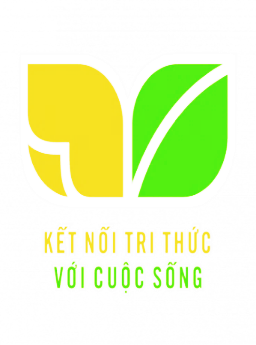 KẾT NỐI TRI THỨC
VỚI CUỘC SỐNG